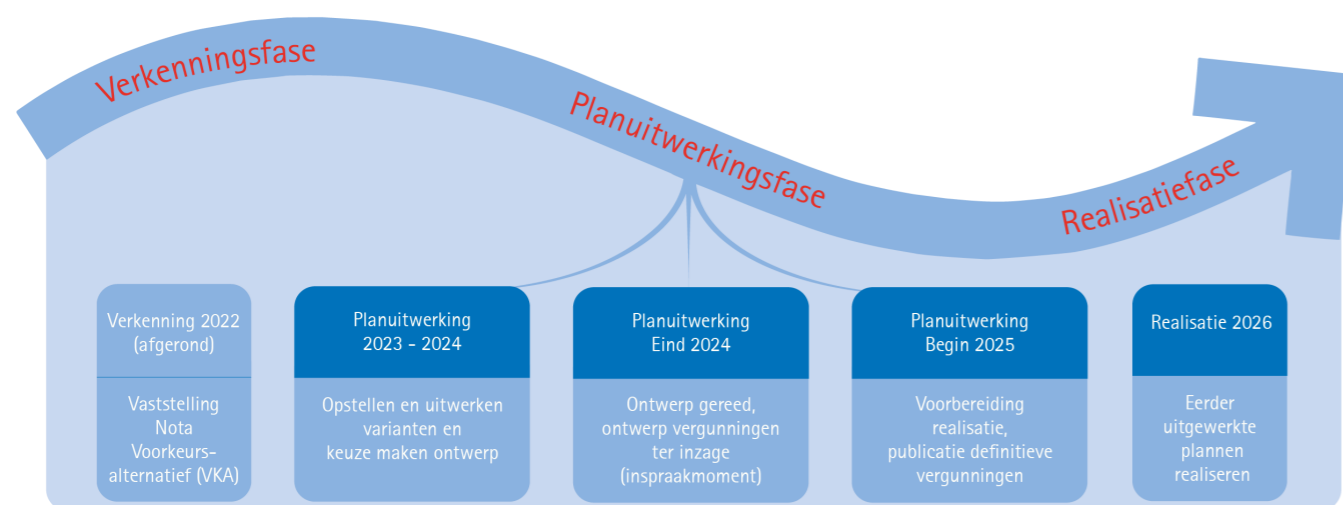 Verkenningsfase
Planuitwerkingsfase
Realisatiefase
Verkenning 2022
(afgerond)
Vaststelling
Nota
Voorkeurs-
alternatief (VKA)
Planuitwerking
2023 - 2024
Opstellen en uitwerken
varianten en
keuze maken ontwerp
Planuitwerking
Eind 2024
Ontwerp gereed,
ontwerp vergunningen
ter inzage
(inspraakmoment)
Planuitwerking
Begin 2025
Voorbereiding
realisatie,
publicatie definitieve
vergunningen
Realisatie 2026
Eerder
uitgewerkte
plannen
realiseren